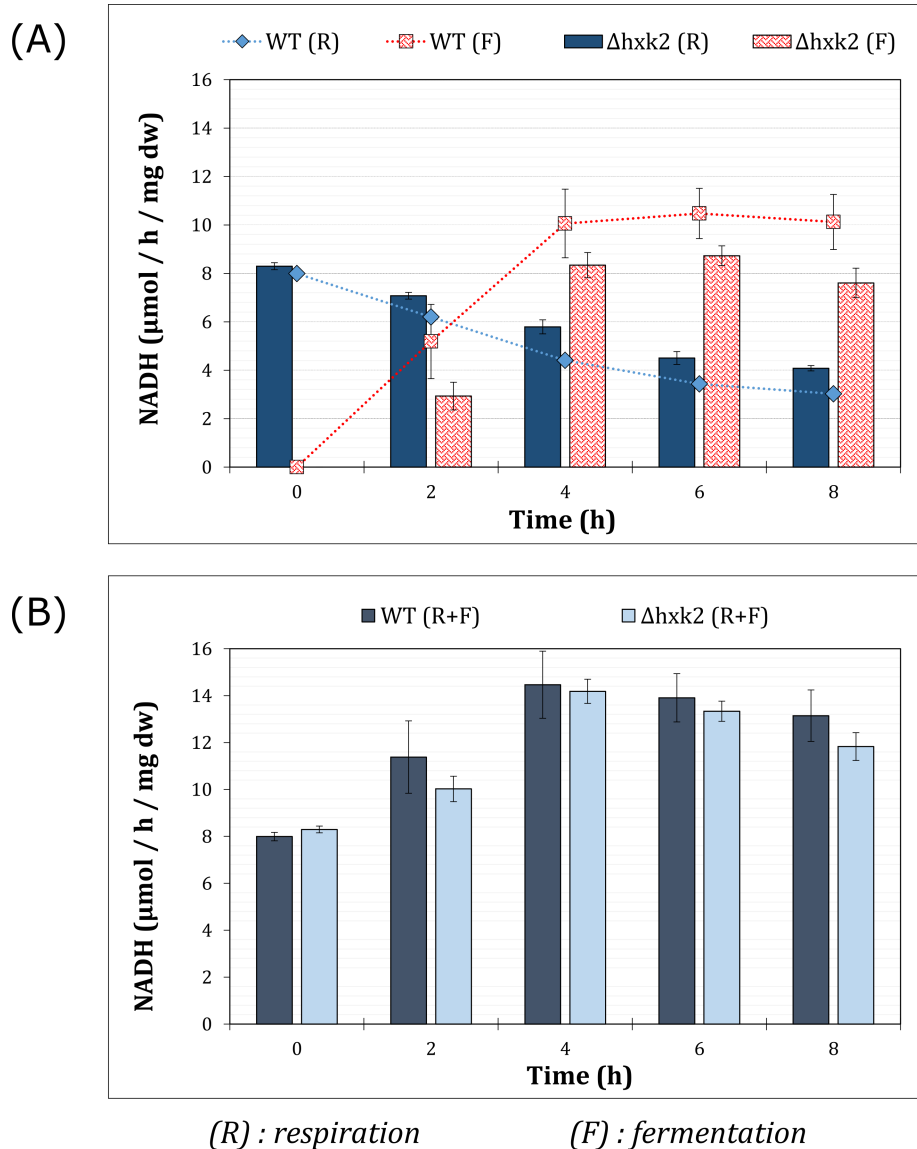 (A)
WT (R) WT (F) Δhxk2 (R) Δhxk2 (F)
16
14
12
10
8
6
4
2
0
NADH (µmol / h / mg dw)
0 2 4 6 8
Time (h)
(B)
WT (R+F) Δhxk2 (R+F)
16
14
12
10
8
6
4
2
0
NADH (µmol / h / mg dw)
0 2 4 6 8
Time (h)
(R) : respiration (F) : fermentation